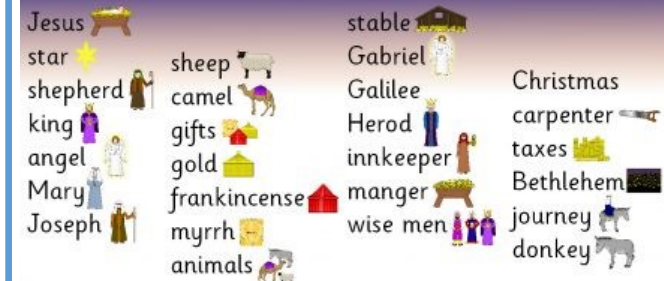 Jesus
star
shepherd
king
angel
Mary
Joseph
sheep
camel
gifts
gold
frankincense
myrrh
animals
stable
Gabriel
Galilee
Herod
innkeeper
manger
wise men
Christmas
carpenter
taxes
Bethlehem
journey
donkey